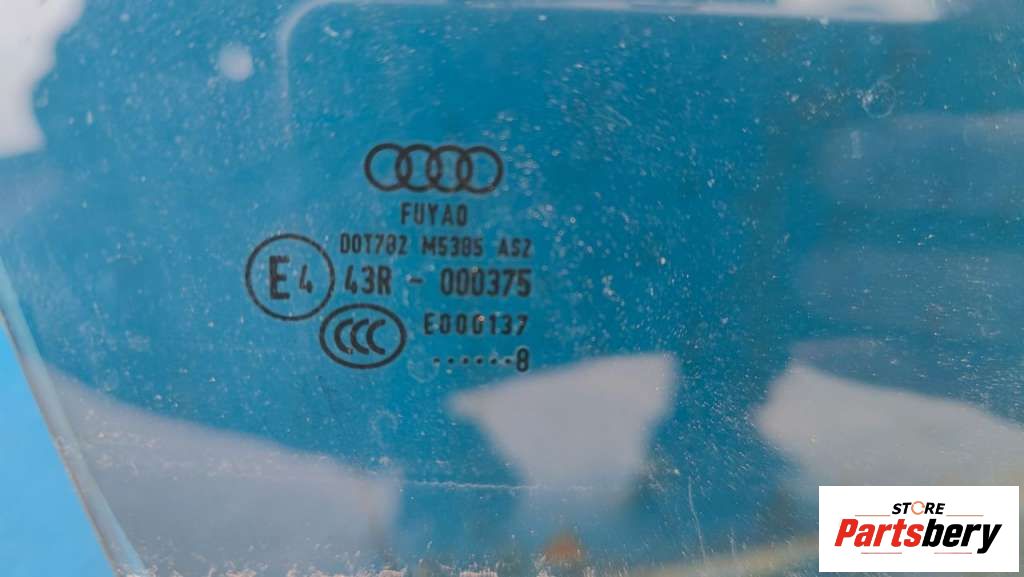 FUYAO
DOT782 M5385 AS2
E4 43R - 000375
CCC E000137
......8
STORE
Partsbery